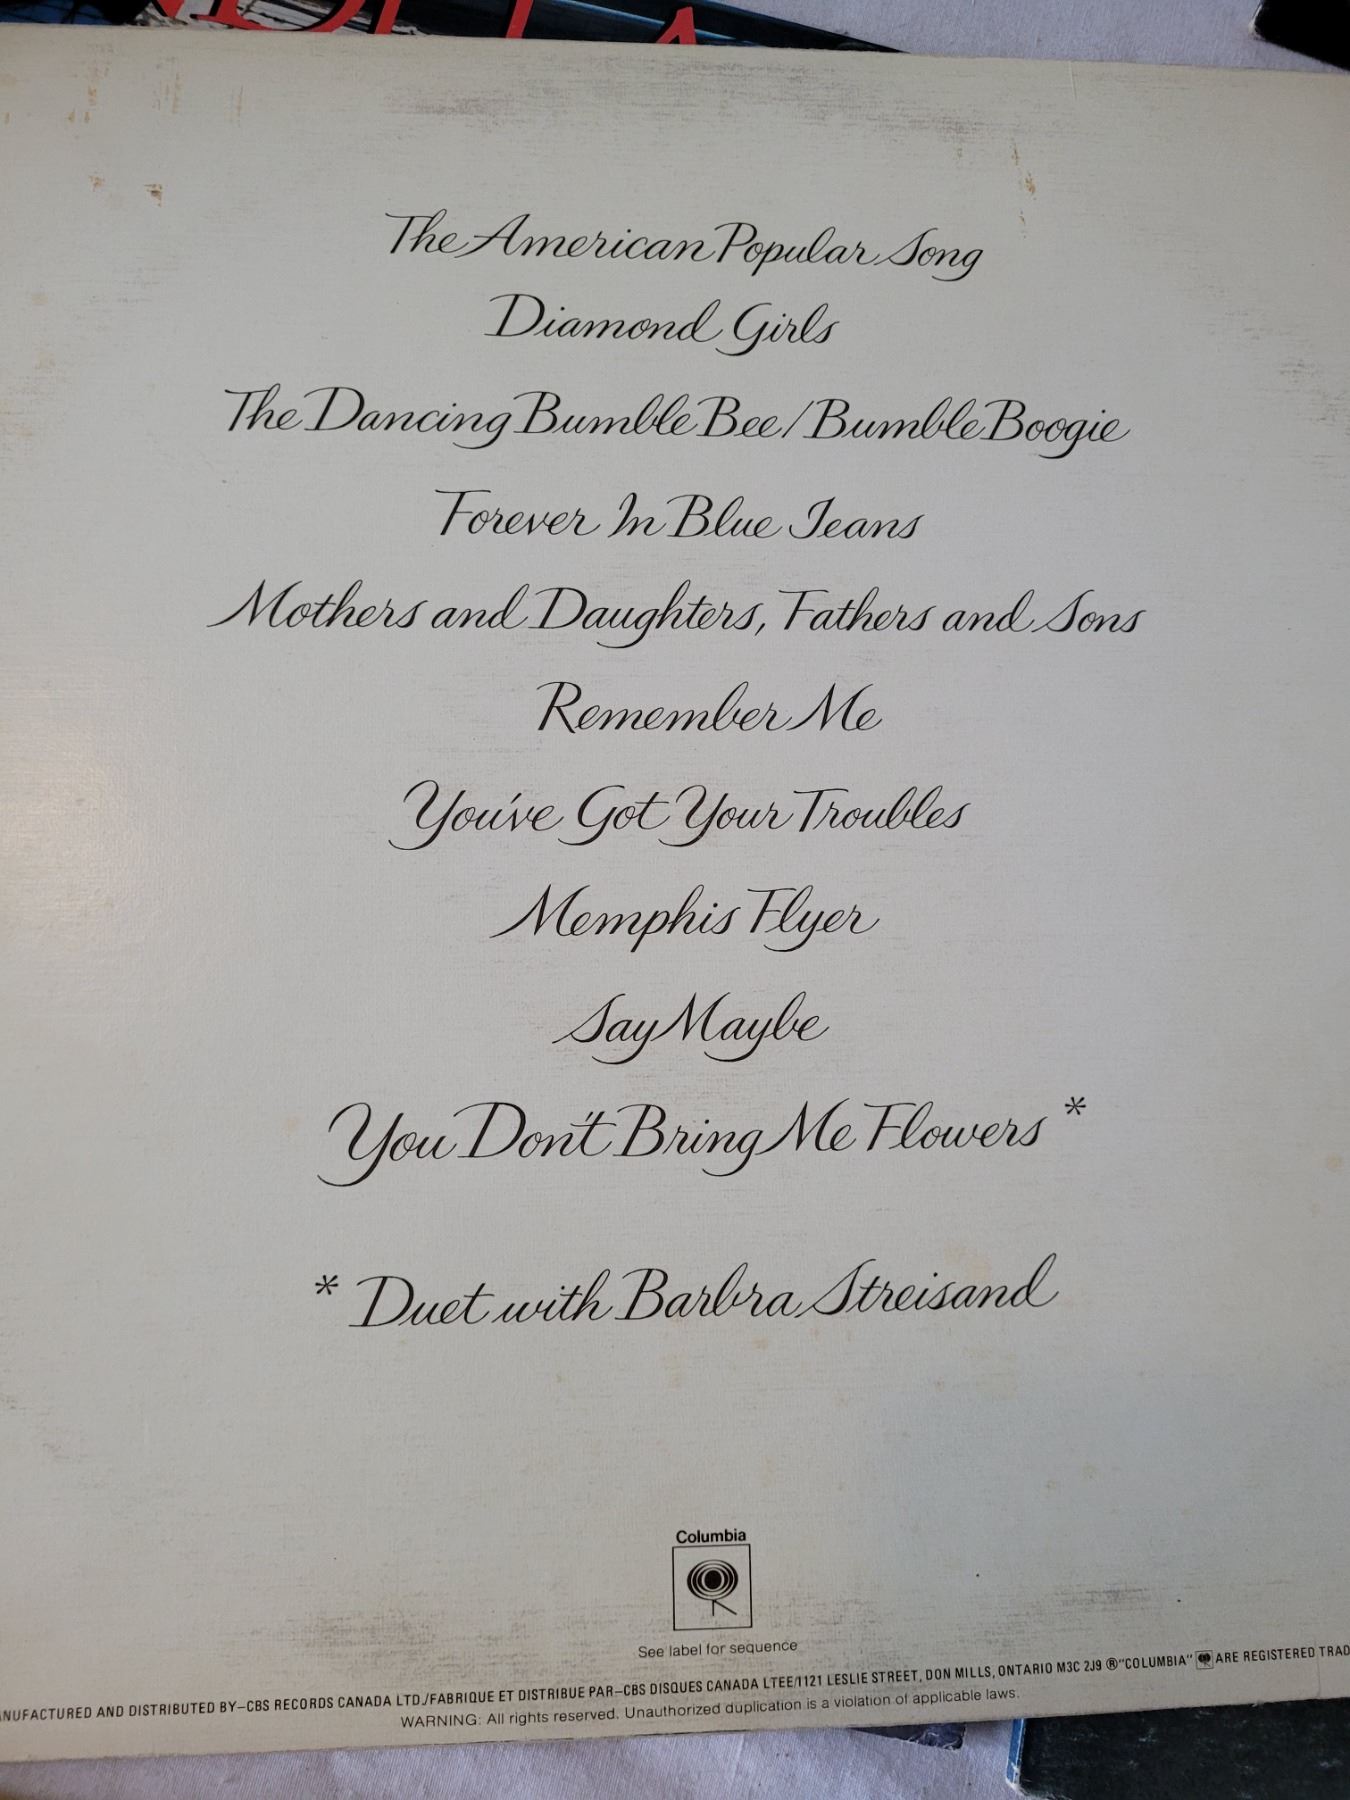 The American Popular Song
Diamond Girls
The Dancing Bumble Bee/Bumble Boogie
Forever In Blue Jeans
Mothers and Daughters, Fathers and Sons
Remember Me
You've Got Your Troubles
Memphis Flyer
Say Maybe
You Don't Bring Me Flowers *
* Duet with Barbra Streisand
Columbia
See label for sequence
ANUFACTURED AND DISTRIBUTED BY–CBS RECORDS CANADA LTD./FABRIQUE ET DISTRIBUE PAR–CBS DISQUES CANADA LTEE/1121 LESLIE STREET, DON MILLS, ONTARIO M3C 2J9 ®"COLUMBIA" ARE REGISTERED TRAD
WARNING: All rights reserved. Unauthorized duplication is a violation of applicable laws.